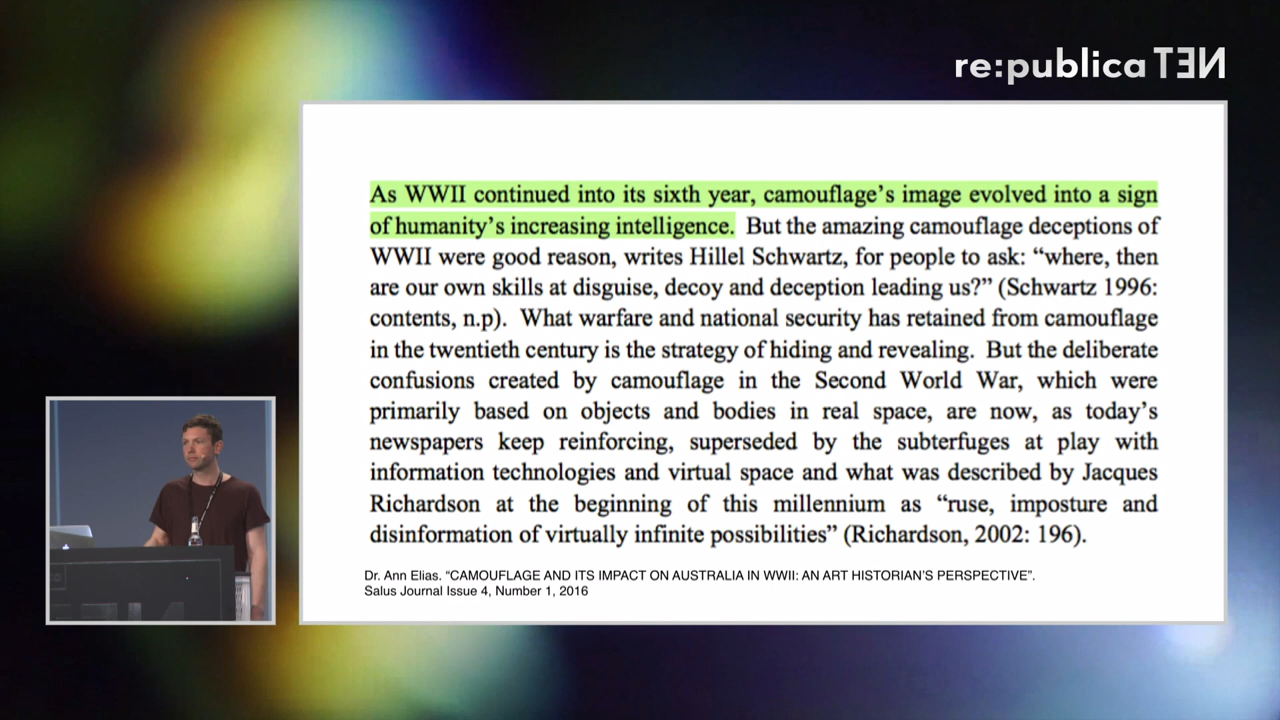 re:publica TEN
As WWII continued into its sixth year, camouflage's image evolved into a sign
of humanity's increasing intelligence. But the amazing camouflage deceptions of
WWII were good reason, writes Hillel Schwartz, for people to ask: “where, then
are our own skills at disguise, decoy and deception leading us?” (Schwartz 1996:
contents, n.p). What warfare and national security has retained from camouflage
in the twentieth century is the strategy of hiding and revealing. But the deliberate
confusions created by camouflage in the Second World War, which were
primarily based on objects and bodies in real space, are now, as today's
newspapers keep reinforcing, superseded by the subterfuges at play with
information technologies and virtual space and what was described by Jacques
Richardson at the beginning of this millennium as “ruse, imposture and
disinformation of virtually infinite possibilities” (Richardson, 2002: 196).
Dr. Ann Elias. “CAMOUFLAGE AND ITS IMPACT ON AUSTRALIA IN WWII: AN ART HISTORIAN'S PERSPECTIVE”.
Salus Journal Issue 4, Number 1, 2016